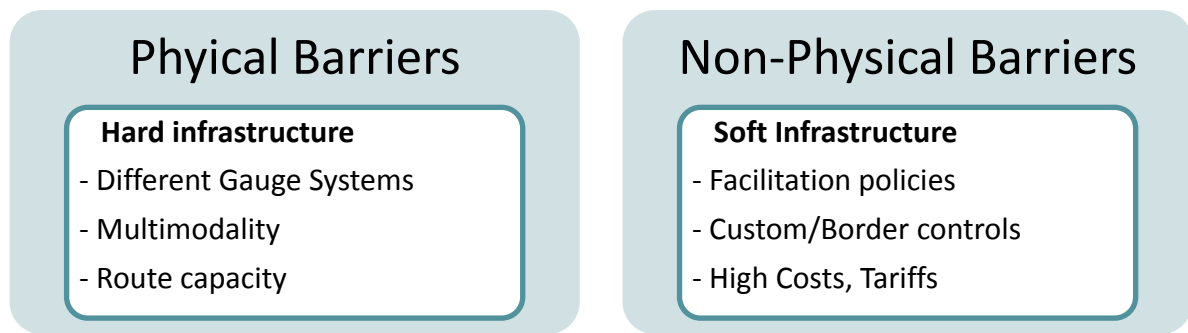 Phyical Barriers
Hard infrastructure
- Different Gauge Systems
- Multimodality
- Route capacity
Non-Physical Barriers
Soft Infrastructure
- Facilitation policies
- Custom/Border controls
- High Costs, Tariffs